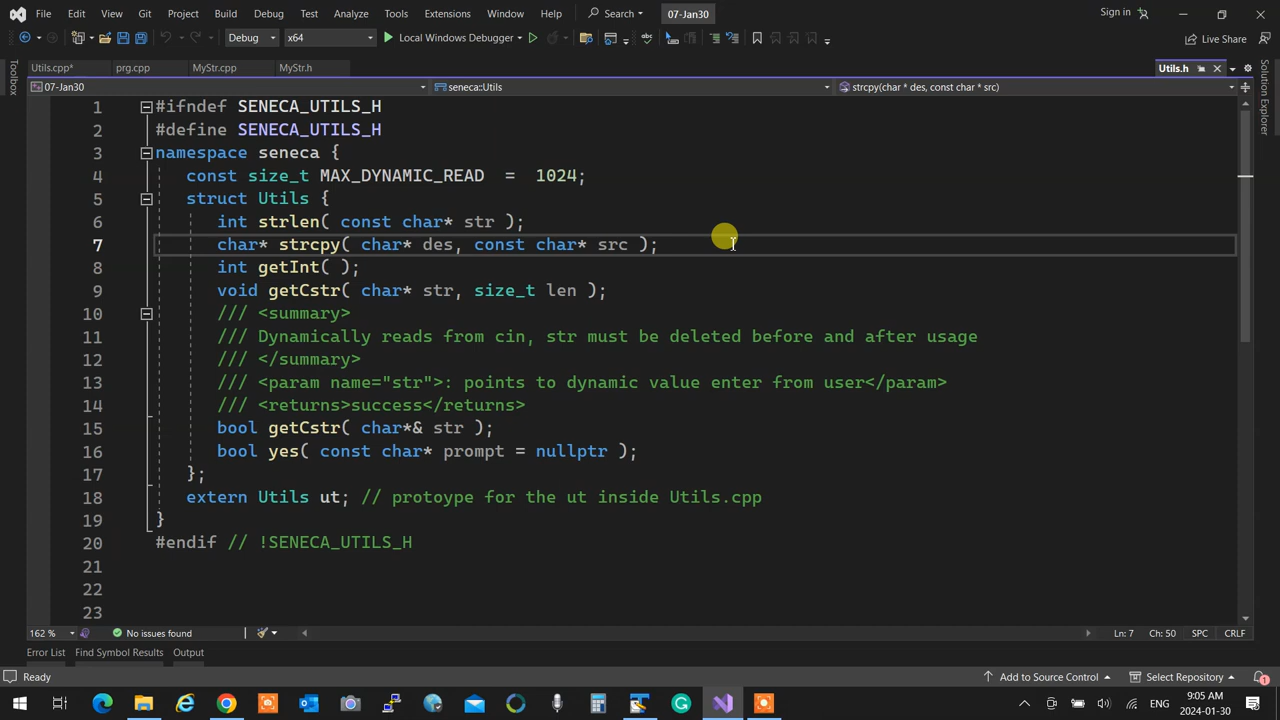 File Edit View Git Project Build Debug Test Analyze Tools Extensions Window Help Search 07-Jan30 Sign in
Debug x64 Local Windows Debugger Live Share
Utils.cpp* prg.cpp MyStr.cpp MyStr.h Utils.h
07-Jan30 seneca::Utils strcpy(char * des, const char * src)
Toolbox
Solution Explorer
1 #ifndef SENECA_UTILS_H
2 #define SENECA_UTILS_H
3 namespace seneca {
4 const size_t MAX_DYNAMIC_READ = 1024;
5 struct Utils {
6 int strlen( const char* str );
7 char* strcpy( char* des, const char* src );
8 int getInt( );
9 void getCstr( char* str, size_t len );
10 /// <summary>
11 /// Dynamically reads from cin, str must be deleted before and after usage
12 /// </summary>
13 /// <param name="str">: points to dynamic value enter from user</param>
14 /// <returns>success</returns>
15 bool getCstr( char*& str );
16 bool yes( const char* prompt = nullptr );
17 };
18 extern Utils ut; // protoype for the ut inside Utils.cpp
19 }
20 #endif // !SENECA_UTILS_H
21
22
23
162 % No issues found Ln: 7 Ch: 50 SPC CRLF
Error List Find Symbol Results Output
Ready Add to Source Control Select Repository 1
ENG 9:05 AM
2024-01-30